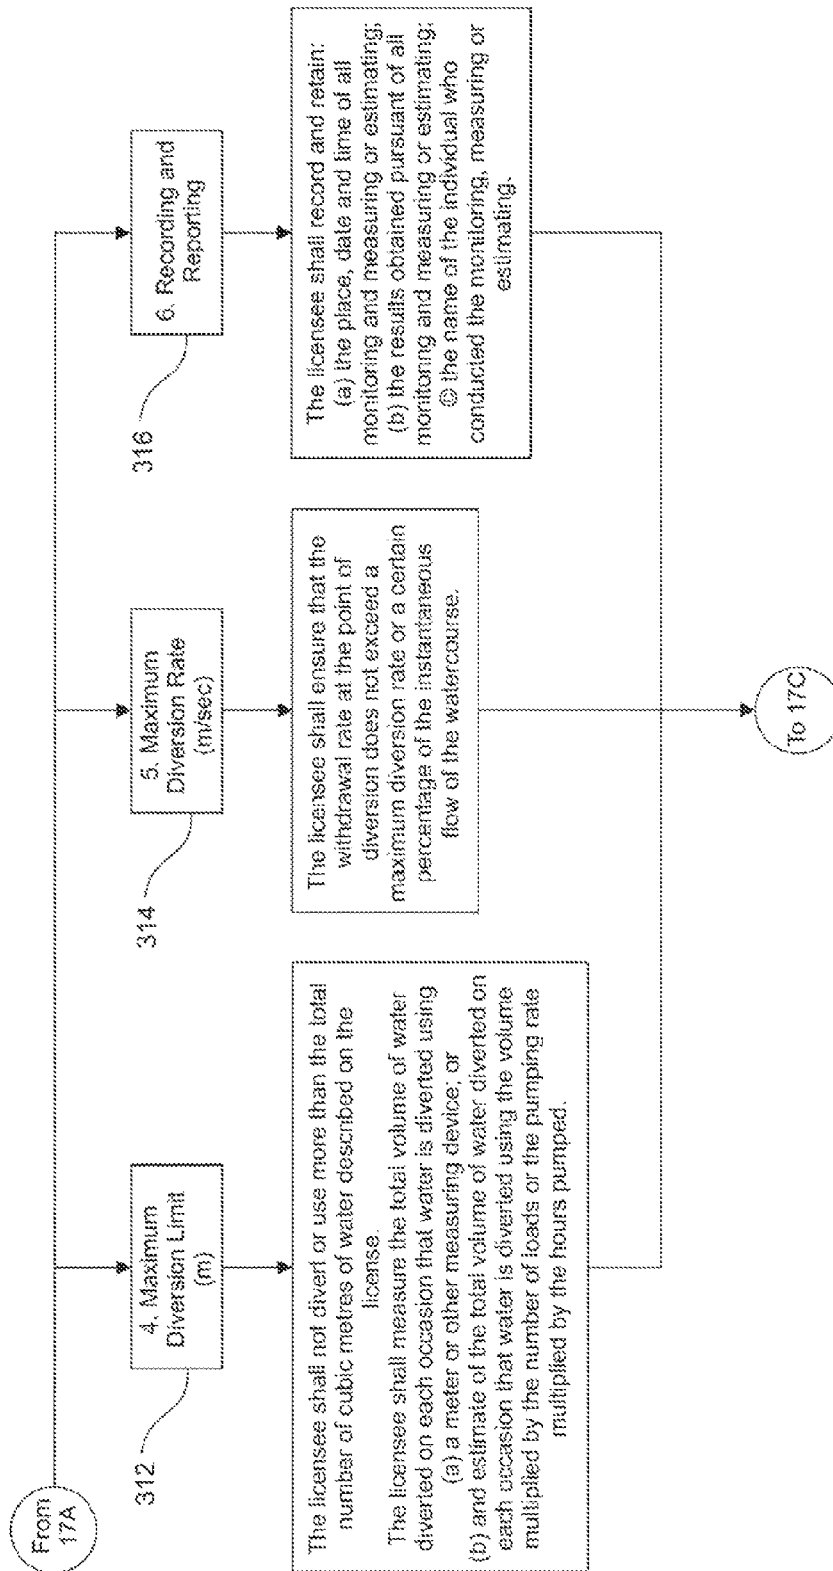 From
17A
4. Maximum
Diversion Limit
(m)
312
The licensee shall not divert or use more than the total
number of cubic metres of water described on the
license.
The licensee shall measure the total volume of water
diverted on each occasion that water is diverted using
(a) a meter or other measuring device; or
(b) and estimate of the total volume of water diverted on
each occasion that water is diverted using the volume
multiplied by the number of loads or the pumping rate
multiplied by the hours pumped.
5. Maximum
Diversion Rate
(m/sec)
314
The licensee shall ensure that the
withdrawal rate at the point of
diversion does not exceed a
maximum diversion rate or a certain
percentage of the instantaneous
flow of the watercourse.
6. Recording and
Reporting
316
The licensee shall record and retain:
(a) the place, date and time of all
monitoring and measuring or estimating;
(b) the results obtained pursuant of all
monitoring and measuring or estimating;
© the name of the individual who
conducted the monitoring, measuring or
estimating.
To 17C